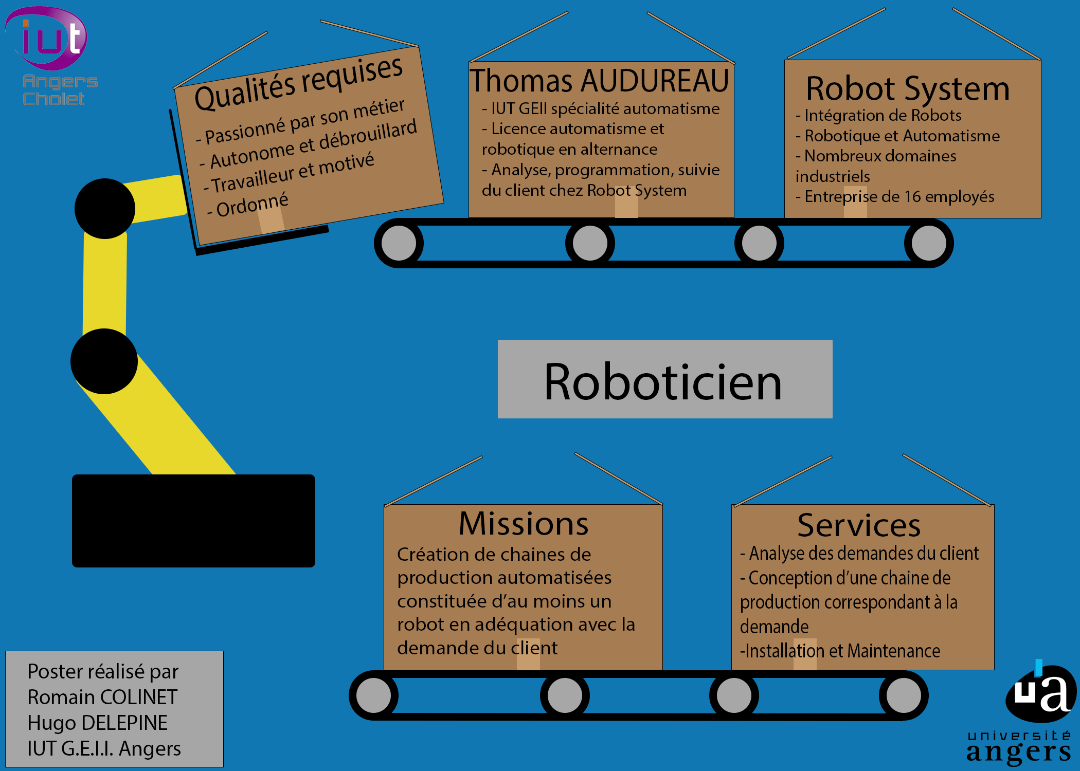 iut
Angers
Cholet
Qualités requises
- Passionné par son métier
- Autonome et débrouillard
- Travailleur et motivé
- Ordonné
Thomas AUDUREAU
- IUT GEII spécialité automatisme
- Licence automatisme et
robotique en alternance
- Analyse, programmation, suivie
du client chez Robot System
Robot System
- Intégration de Robots
- Robotique et Automatisme
- Nombreux domaines
industriels
- Entreprise de 16 employés
Roboticien
Missions
Création de chaines de
production automatisées
constituée d'au moins un
robot en adéquation avec la
demande du client
Services
- Analyse des demandes du client
- Conception d'une chaine de
production correspondant à la
demande
-Installation et Maintenance
Poster réalisé par
Romain COLINET
Hugo DELEPINE
IUT G.E.I.I. Angers
ua
université
angers